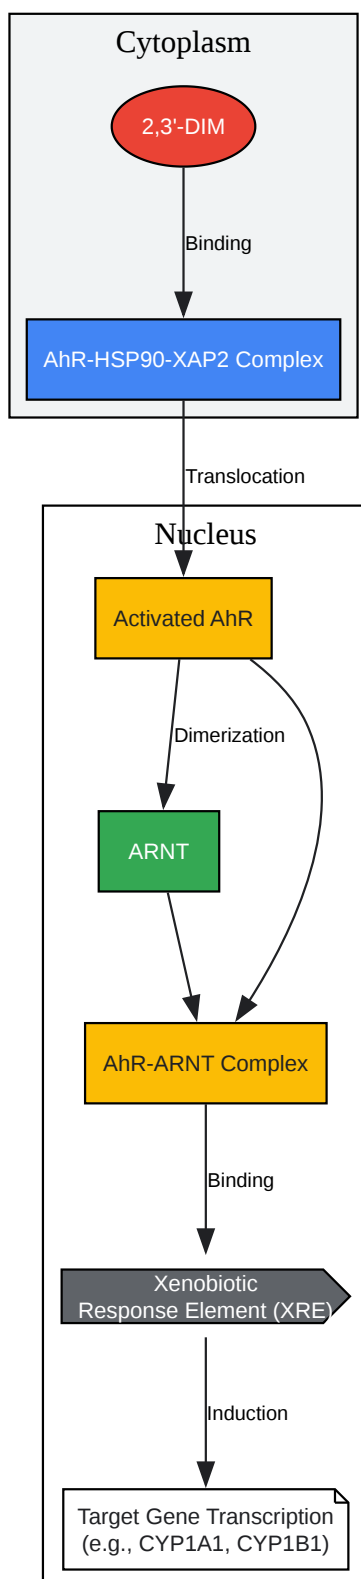 Cytoplasm
2,3'-DIM
Binding
AhR-HSP90-XAP2 Complex
Translocation
Nucleus
Activated AhR
Dimerization
ARNT
AhR-ARNT Complex
Binding
Xenobiotic
Response Element (XRE)
Induction
Target Gene Transcription
(e.g., CYP1A1, CYP1B1)